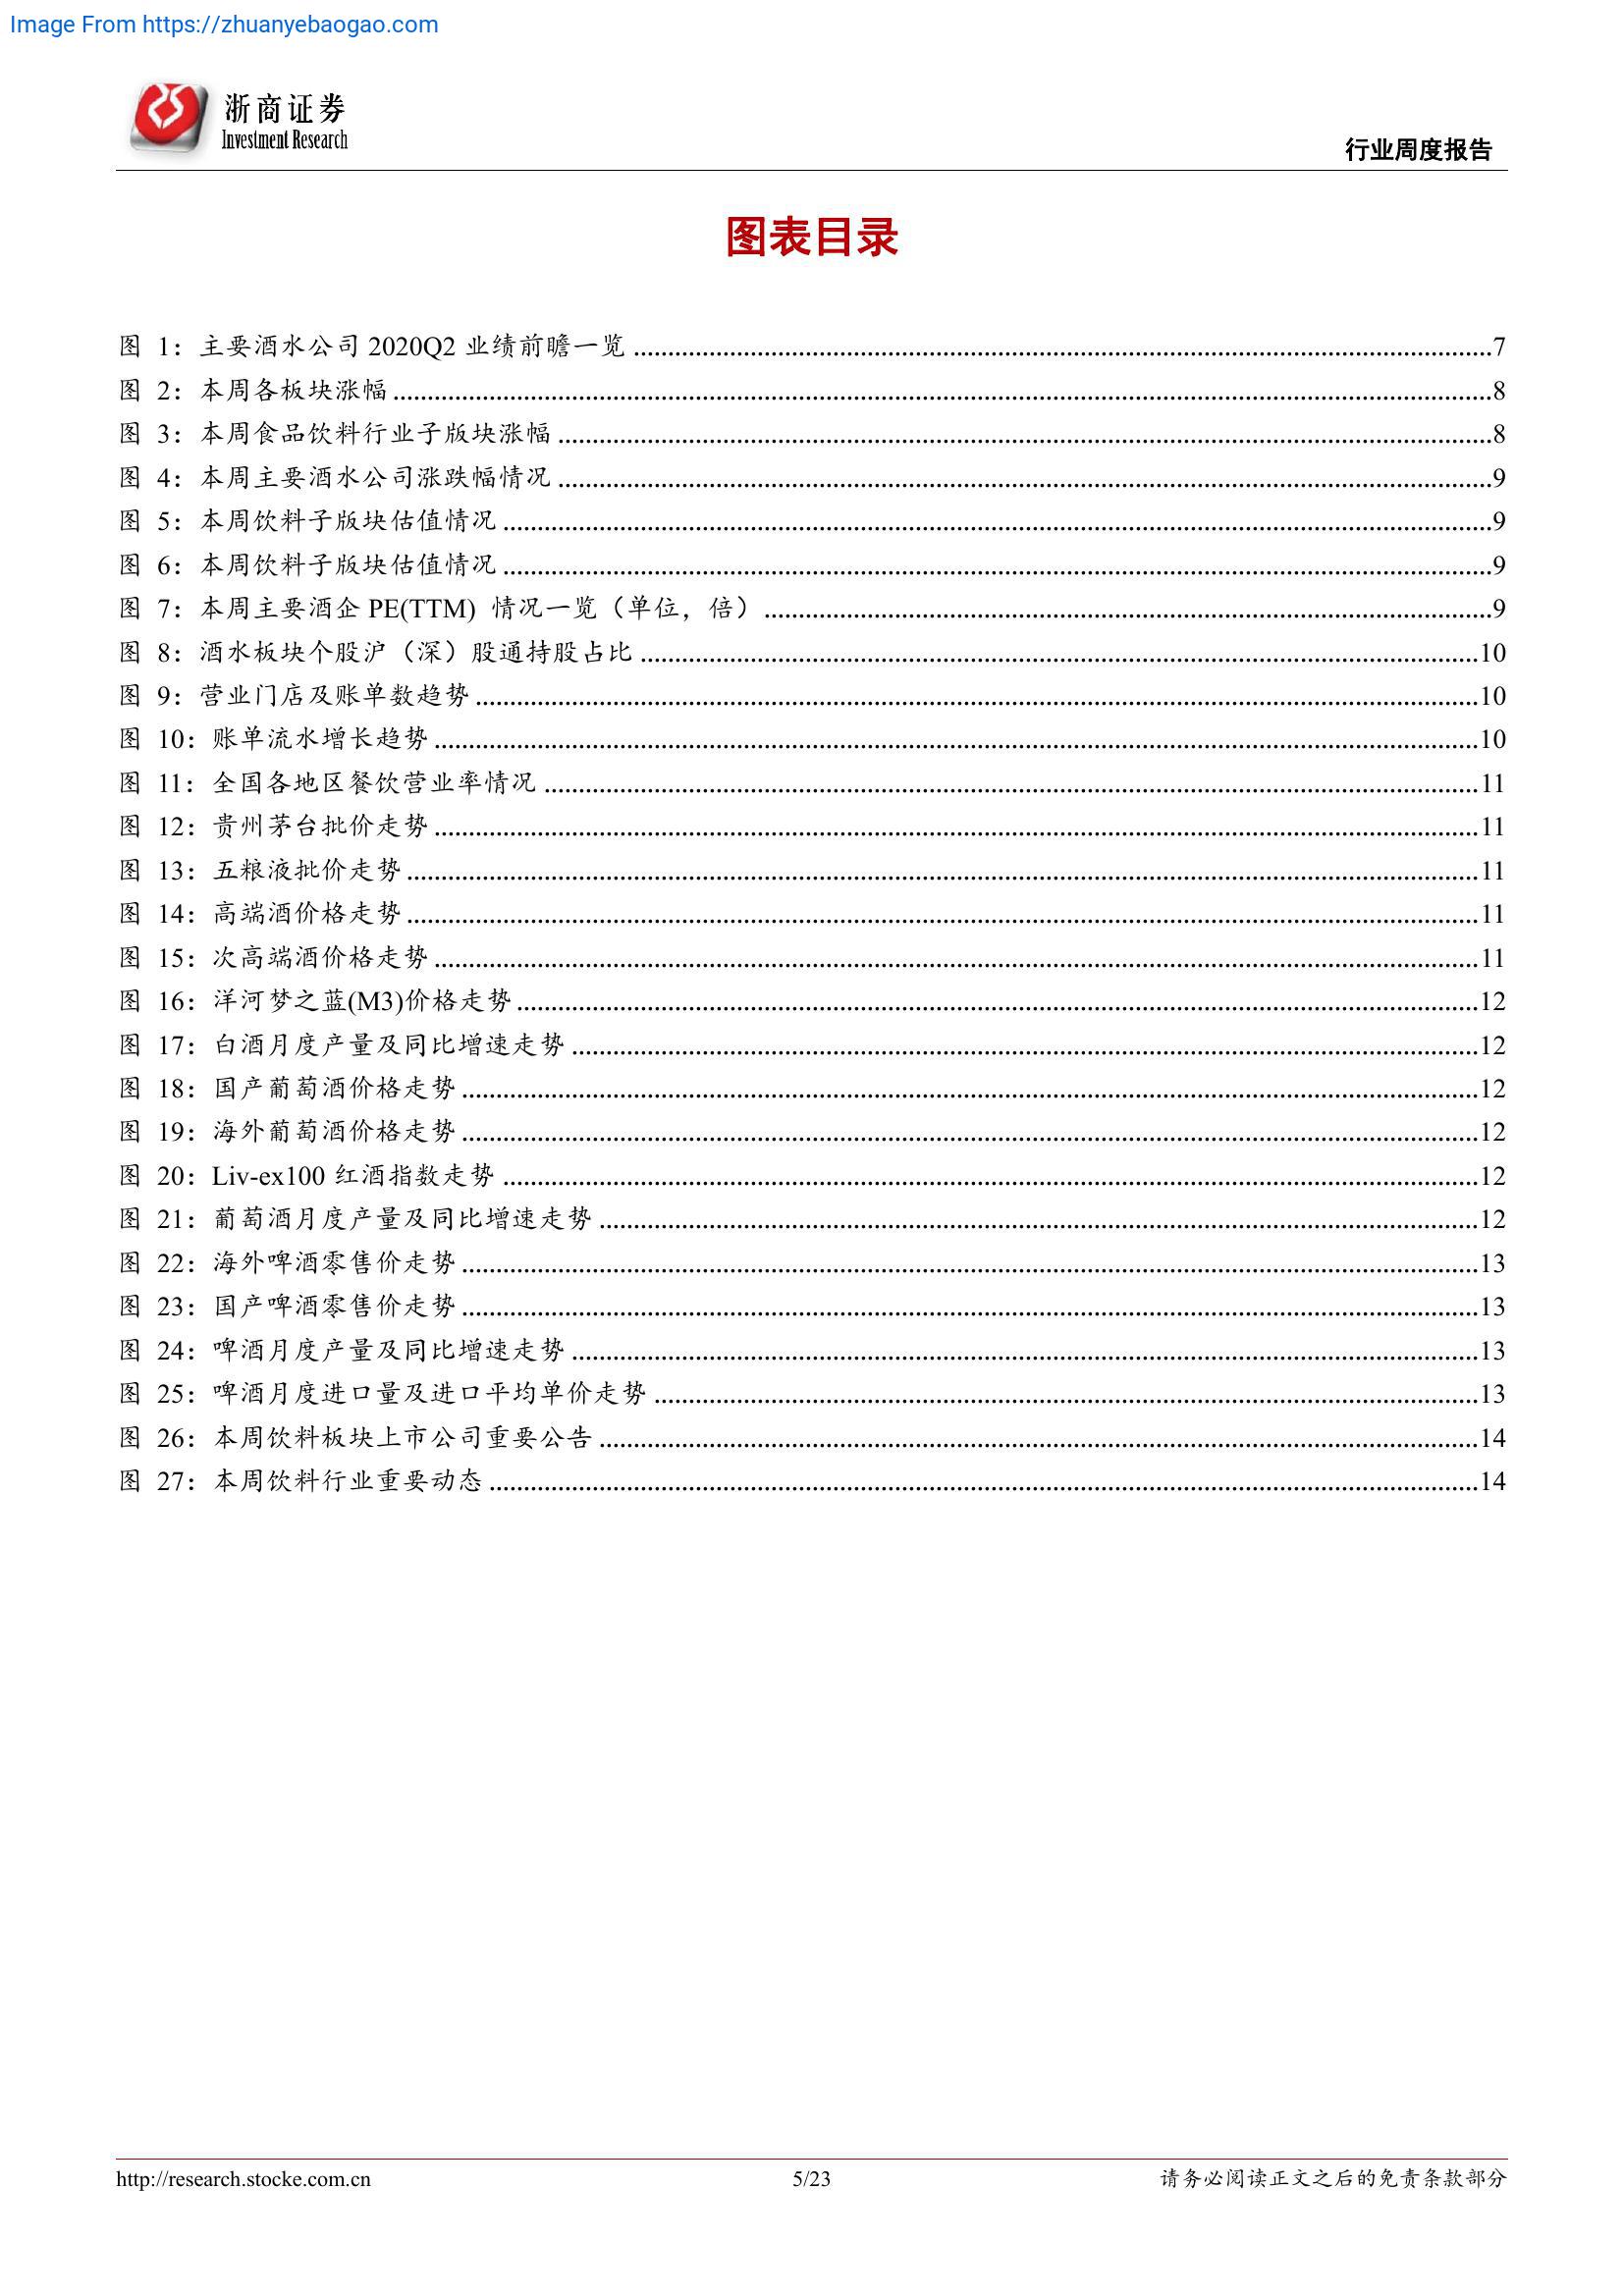 Image From https://zhuanyebaogao.com
浙商证券
Investment Research
行业周度报告
图表目录
图 1：主要酒水公司 2020Q2 业绩前瞻一览 ........................................ 7
图 2：本周各板块涨幅 ........................................ 8
图 3：本周食品饮料行业子版块涨幅 ........................................ 8
图 4：本周主要酒水公司涨跌幅情况 ........................................ 9
图 5：本周饮料子版块估值情况 ........................................ 9
图 6：本周饮料子版块估值情况 ........................................ 9
图 7：本周主要酒企 PE(TTM) 情况一览（单位，倍） ........................................ 9
图 8：酒水板块个股沪（深）股通持股占比 ........................................ 10
图 9：营业门店及账单数趋势 ........................................ 10
图 10：账单流水增长趋势 ........................................ 10
图 11：全国各地区餐饮营业率情况 ........................................ 11
图 12：贵州茅台批价走势 ........................................ 11
图 13：五粮液批价走势 ........................................ 11
图 14：高端酒价格走势 ........................................ 11
图 15：次高端酒价格走势 ........................................ 11
图 16：洋河梦之蓝(M3)价格走势 ........................................ 12
图 17：白酒月度产量及同比增速走势 ........................................ 12
图 18：国产葡萄酒价格走势 ........................................ 12
图 19：海外葡萄酒价格走势 ........................................ 12
图 20：Liv-ex100 红酒指数走势 ........................................ 12
图 21：葡萄酒月度产量及同比增速走势 ........................................ 12
图 22：海外啤酒零售价走势 ........................................ 13
图 23：国产啤酒零售价走势 ........................................ 13
图 24：啤酒月度产量及同比增速走势 ........................................ 13
图 25：啤酒月度进口量及进口平均单价走势 ........................................ 13
图 26：本周饮料板块上市公司重要公告 ........................................ 14
图 27：本周饮料行业重要动态 ........................................ 14
http://research.stocke.com.cn 5/23 请务必阅读正文之后的免责条款部分